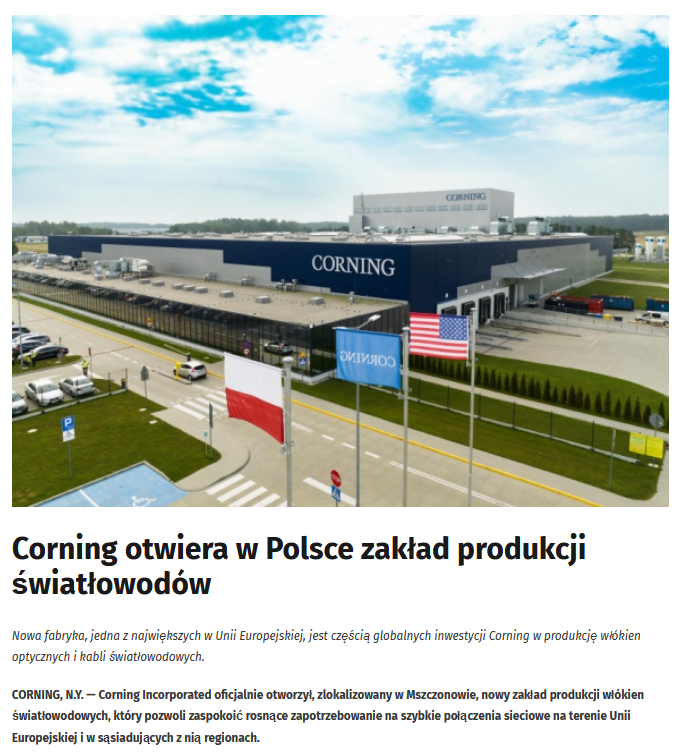 CORNING
CORNING
CORNING
P
Corning otwiera w Polsce zakład produkcji
światłowodów
Nowa fabryka, jedna z największych w Unii Europejskiej, jest częścią globalnych inwestycji Corning w produkcję włókien
optycznych i kabli światłowodowych.
CORNING, N.Y. — Corning Incorporated oficjalnie otworzył, zlokalizowany w Mszczonowie, nowy zakład produkcji włókien
światłowodowych, który pozwoli zaspokoić rosnące zapotrzebowanie na szybkie połączenia sieciowe na terenie Unii
Europejskiej i w sąsiadujących z nią regionach.